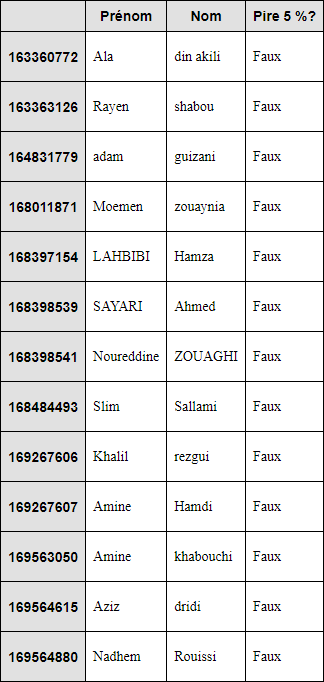 Prénom Nom Pire 5 %?
163360772 Ala din akili Faux
163363126 Rayen shabou Faux
164831779 adam guizani Faux
168011871 Moemen zouaynia Faux
168397154 LAHBIBI Hamza Faux
168398539 SAYARI Ahmed Faux
168398541 Noureddine ZOUAGHI Faux
168484493 Slim Sallami Faux
169267606 Khalil rezgui Faux
169267607 Amine Hamdi Faux
169563050 Amine khabouchi Faux
169564615 Aziz dridi Faux
169564880 Nadhem Rouissi Faux